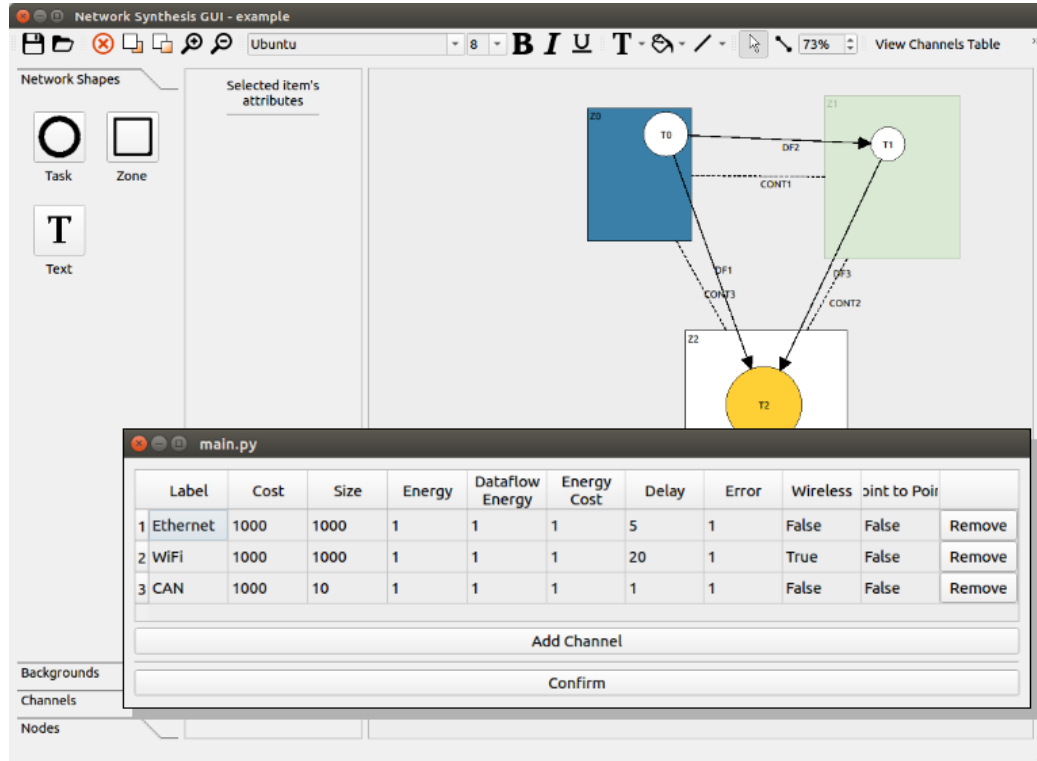 Network Synthesis GUI - example
Ubuntu
8
B I U T
73%
View Channels Table
Network Shapes
Task
Zone
T
Text
Selected item's
attributes
Z0
T0
Z1
T1
DF2
CONT1
DF1
CONT3
DF3
CONT2
Z2
T2
main.py
Label Cost Size Energy Dataflow Energy Energy Cost Delay Error Wireless oint to Poin
1 Ethernet 1000 1000 1 1 1 5 1 False False Remove
2 WiFi 1000 1000 1 1 1 20 1 True False Remove
3 CAN 1000 10 1 1 1 1 1 False False Remove
Add Channel
Confirm
Backgrounds
Channels
Nodes